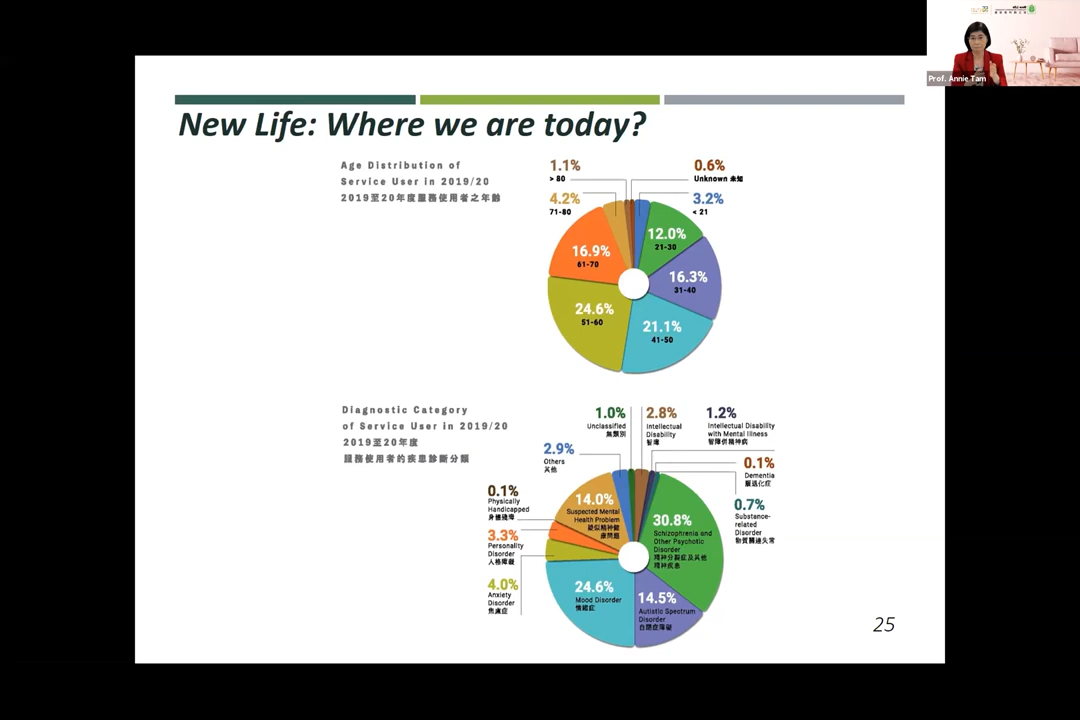 Prof. Annie Tam
New Life: Where we are today?
Age Distribution of
Service User in 2019/20
2019至20年度服務使用者之年齡
1.1%
> 80
0.6%
Unknown 未知
4.2%
71-80
3.2%
< 21
12.0%
21-30
16.9%
61-70
16.3%
31-40
24.6%
51-60
21.1%
41-50
Diagnostic Category
of Service User in 2019/20
2019至20年度
服務使用者的疾患診斷分類
1.0%
Unclassified
無類別
2.8%
Intellectual
Disability
智障
1.2%
Intellectual Disability
with Mental Illness
智障併精神病
2.9%
Others
其他
0.1%
Dementia
腦退化症
0.1%
Physically
Handicapped
身體殘障
14.0%
Suspected Mental
Health Problem
疑似精神健
康問題
0.7%
Substance-
related
Disorder
物質關連失常
30.8%
Schizophrenia and
Other Psychotic
Disorder
精神分裂症及其他
精神疾患
3.3%
Personality
Disorder
人格障礙
4.0%
Anxiety
Disorder
焦慮症
24.6%
Mood Disorder
情緒症
14.5%
Autistic Spectrum
Disorder
自閉症障礙
25